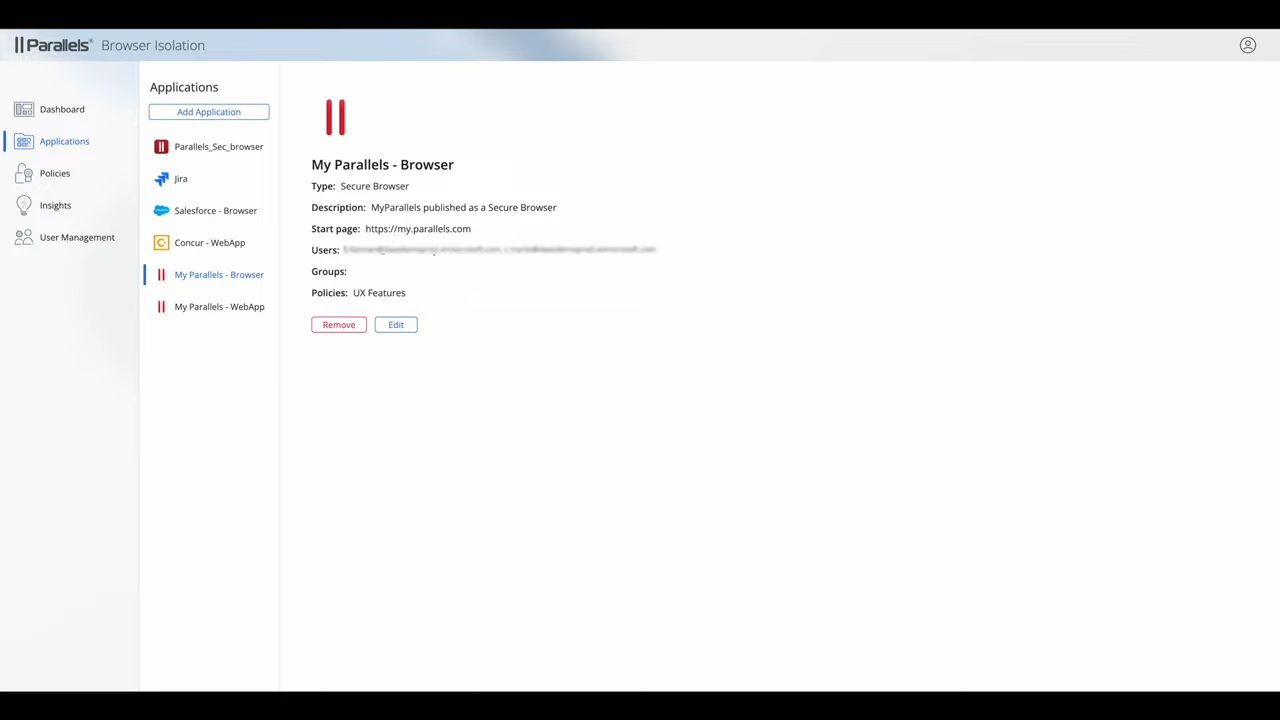 Parallels® Browser Isolation
Dashboard
Applications
Policies
Insights
User Management
Applications
Add Application
Parallels_Sec_browser
Jira
Salesforce - Browser
Concur - WebApp
My Parallels - Browser
My Parallels - WebApp
My Parallels - Browser
Type: Secure Browser
Description: MyParallels published as a Secure Browser
Start page: https://my.parallels.com
Users:
Groups:
Policies: UX Features
Remove
Edit